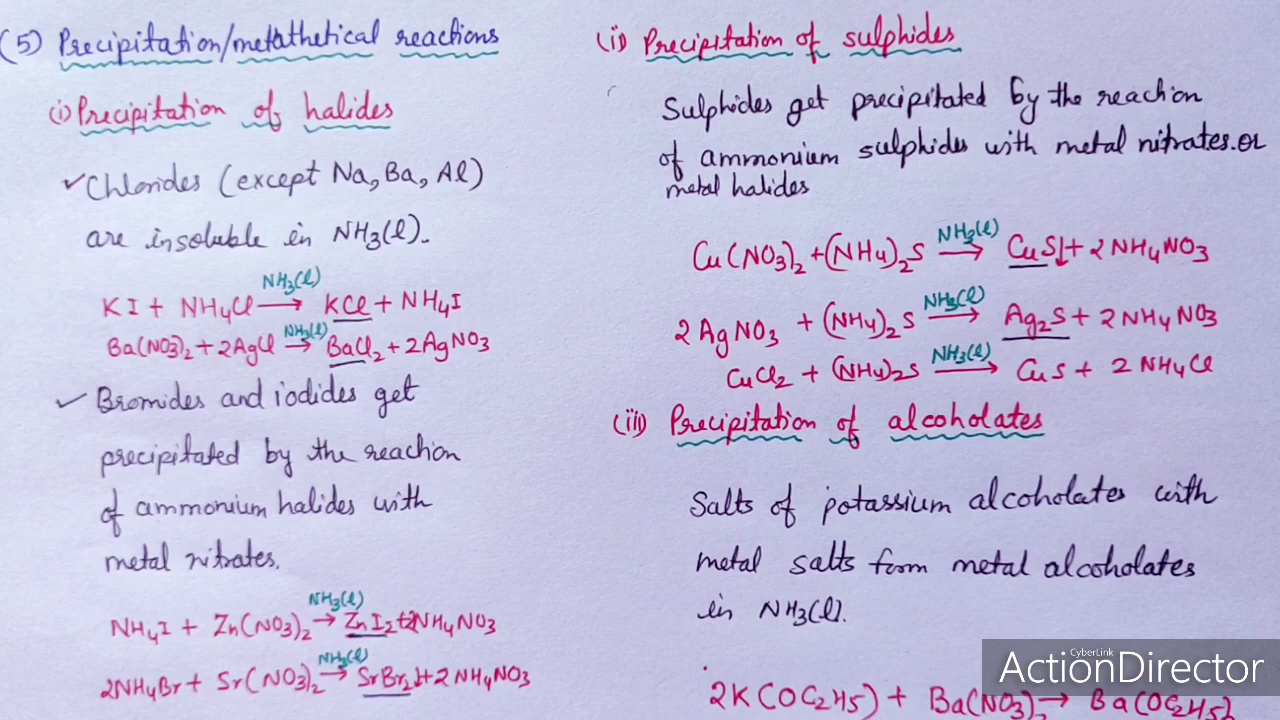 (5) Precipitation/metathetical reactions
(i) Precipitation of halides
✓Chlorides (except Na, Ba, Al)
are insoluble in NH3(l).
KI + NH4Cl —NH3(l)→ KCl + NH4I
Ba(NO3)2 + 2AgCl —NH3(l)→ BaCl2 + 2AgNO3
✓ Bromides and iodides get
precipitated by the reaction
of ammonium halides with
metal nitrates.
NH4I + Zn(NO3)2 —NH3(l)→ ZnI2 + 2NH4NO3
2NH4Br + Sr(NO3)2 —NH3(l)→ SrBr2↓ + 2NH4NO3
(i) Precipitation of sulphides
Sulphides get precipitated by the reaction
of ammonium sulphides with metal nitrates. or
metal halides
Cu(NO3)2 + (NH4)2S —NH3(l)→ CuS↓ + 2NH4NO3
2AgNO3 + (NH4)2S —NH3(l)→ Ag2S + 2NH4NO3
CuCl2 + (NH4)2S —NH3(l)→ CuS + 2NH4Cl
(iii) Precipitation of alcoholates
Salts of potassium alcoholates with
metal salts form metal alcoholates
in NH3(l).
2K(OC2H5) + Ba(NO3)2 → Ba(OC2H5)2
CyberLink
ActionDirector